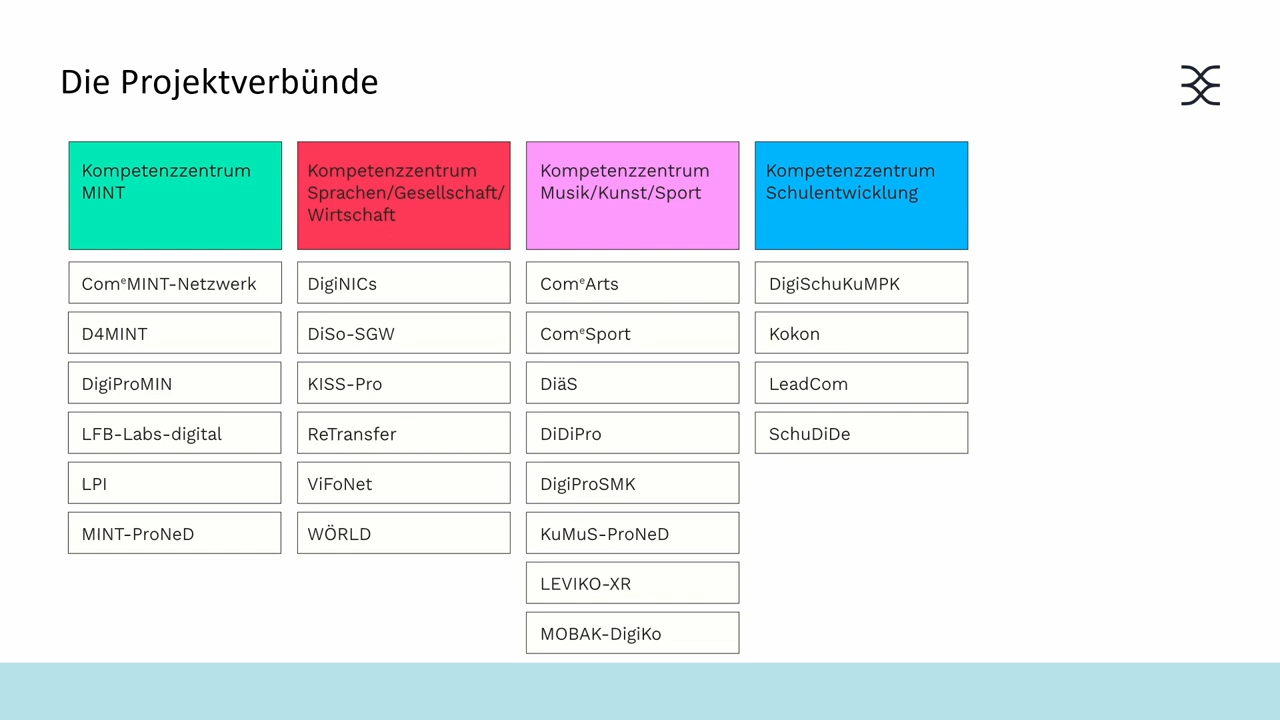 Die Projektverbünde
Kompetenzzentrum
MINT
ComᵉMINT-Netzwerk
D4MINT
DigiProMIN
LFB-Labs-digital
LPI
MINT-ProNeD
Kompetenzzentrum
Sprachen/Gesellschaft/
Wirtschaft
DigiNICs
DiSo-SGW
KISS-Pro
ReTransfer
ViFoNet
WÖRLD
Kompetenzzentrum
Musik/Kunst/Sport
ComᵉArts
ComᵉSport
DiäS
DiDiPro
DigiProSMK
KuMuS-ProNeD
LEVIKO-XR
MOBAK-DigiKo
Kompetenzzentrum
Schulentwicklung
DigiSchuKuMPK
Kokon
LeadCom
SchuDiDe